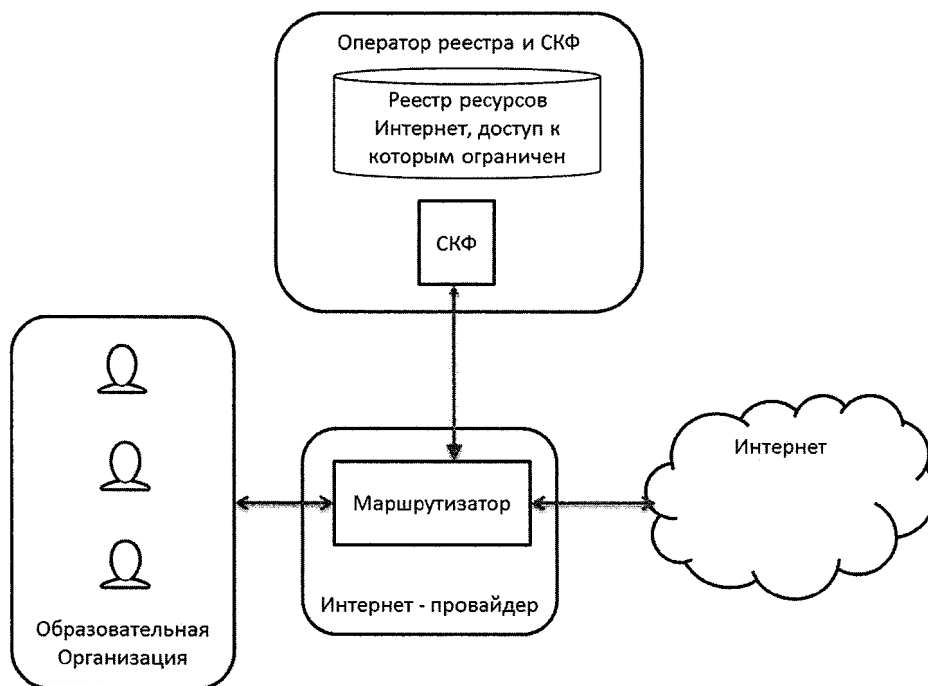 Оператор реестра и СКФ
Реестр ресурсов
Интернет, доступ к
которым ограничен
СКФ
Интернет
Маршрутизатор
Интернет - провайдер
Образовательная
Организация